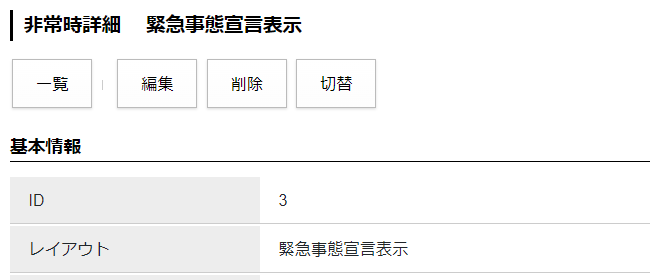 非常時詳細　緊急事態宣言表示
一覧 編集 削除 切替
基本情報
ID 3
レイアウト 緊急事態宣言表示